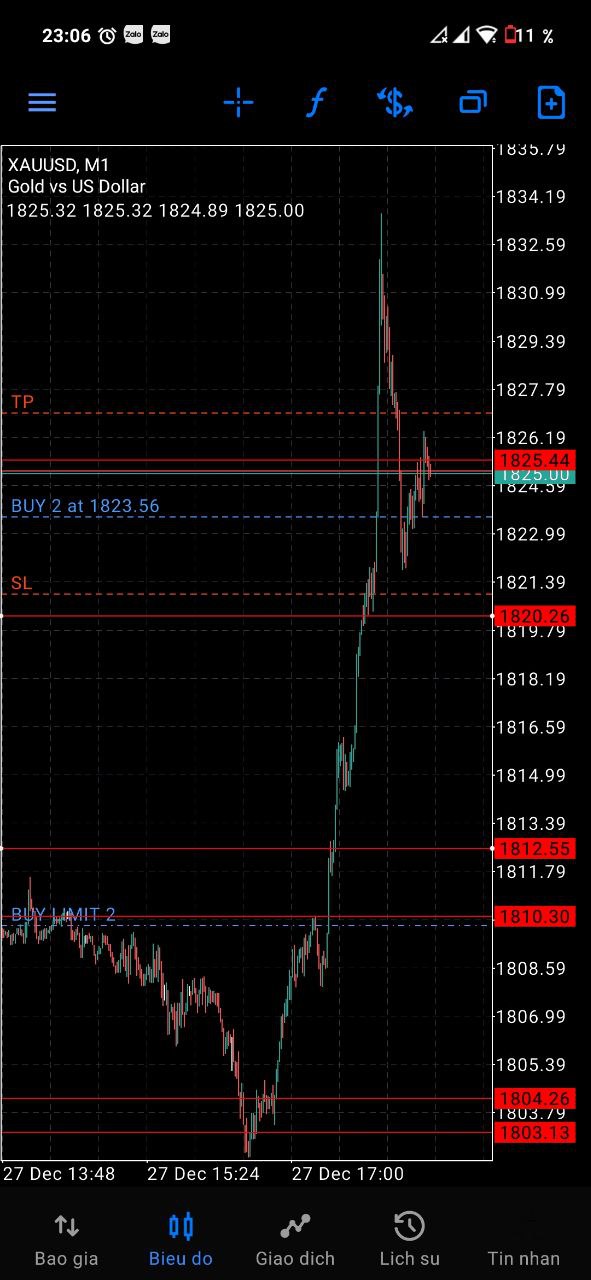 23:06 Zalo Zalo 11 %
XAUUSD, M1
Gold vs US Dollar
1825.32 1825.32 1824.89 1825.00
1835.79
1834.19
1832.59
1830.99
1829.39
1827.79
TP
1826.19
1825.44
1825.00
1824.59
BUY 2 at 1823.56
1822.99
SL
1821.39
1820.26
1819.79
1818.19
1816.59
1814.99
1813.39
1812.55
1811.79
BUY LIMIT 2
1810.30
1808.59
1806.99
1805.39
1804.26
1803.79
1803.13
27 Dec 13:48 27 Dec 15:24 27 Dec 17:00
Bao gia Bieu do Giao dich Lich su Tin nhan